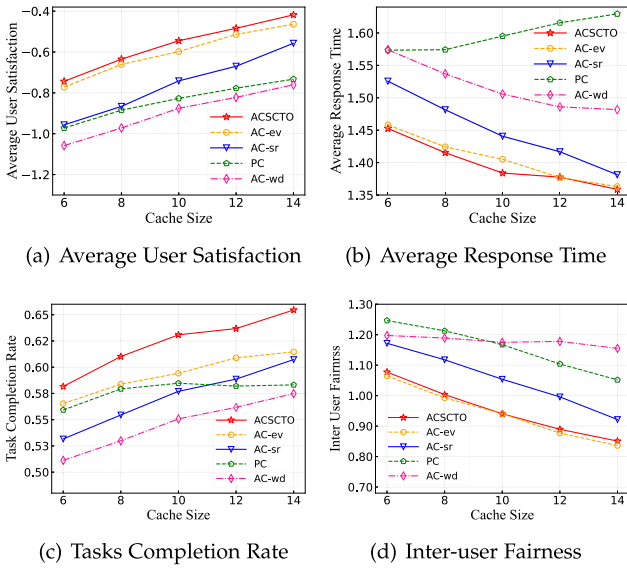 −0.4
−0.6
−0.8
−1.0
−1.2
Average User Satisfaction
ACSCTO
AC-ev
AC-sr
PC
AC-wd
6 8 10 12 14
Cache Size
(a) Average User Satisfaction
1.60
1.55
1.50
1.45
1.40
1.35
Average Response Time
ACSCTO
AC-ev
AC-sr
PC
AC-wd
6 8 10 12 14
Cache Size
(b) Average Response Time
0.65
0.62
0.60
0.58
0.55
0.53
0.50
Task Completion Rate
ACSCTO
AC-ev
AC-sr
PC
AC-wd
6 8 10 12 14
Cache Size
(c) Tasks Completion Rate
1.30
1.20
1.10
1.00
0.90
0.80
0.70
Inter User Fairnrss
ACSCTO
AC-ev
AC-sr
PC
AC-wd
6 8 10 12 14
Cache Size
(d) Inter-user Fairness